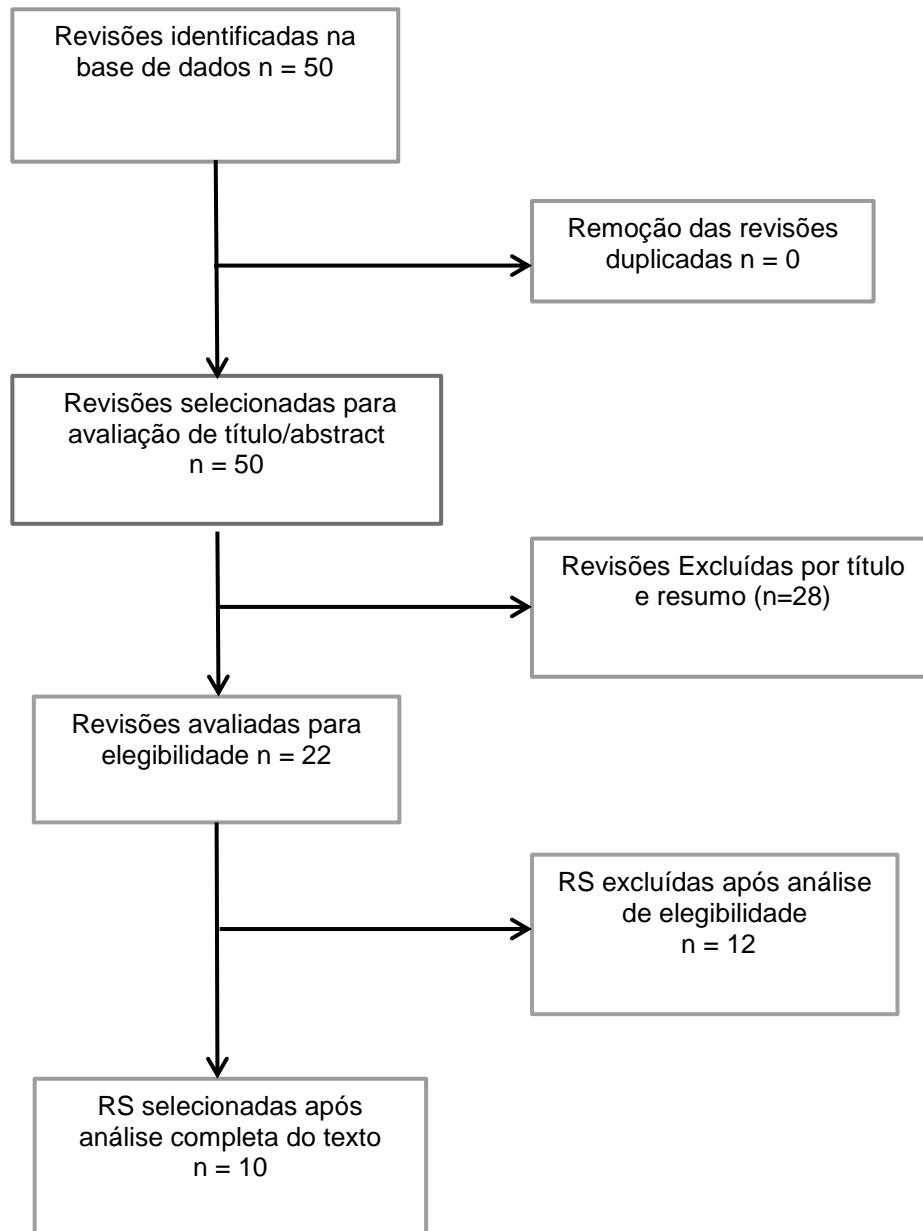 Revisões identificadas na
base de dados n = 50
Remoção das revisões
duplicadas n = 0
Revisões selecionadas para
avaliação de título/abstract
n = 50
Revisões Excluídas por título
e resumo (n=28)
Revisões avaliadas para
elegibilidade n = 22
RS excluídas após análise
de elegibilidade
n = 12
RS selecionadas após
análise completa do texto
n = 10